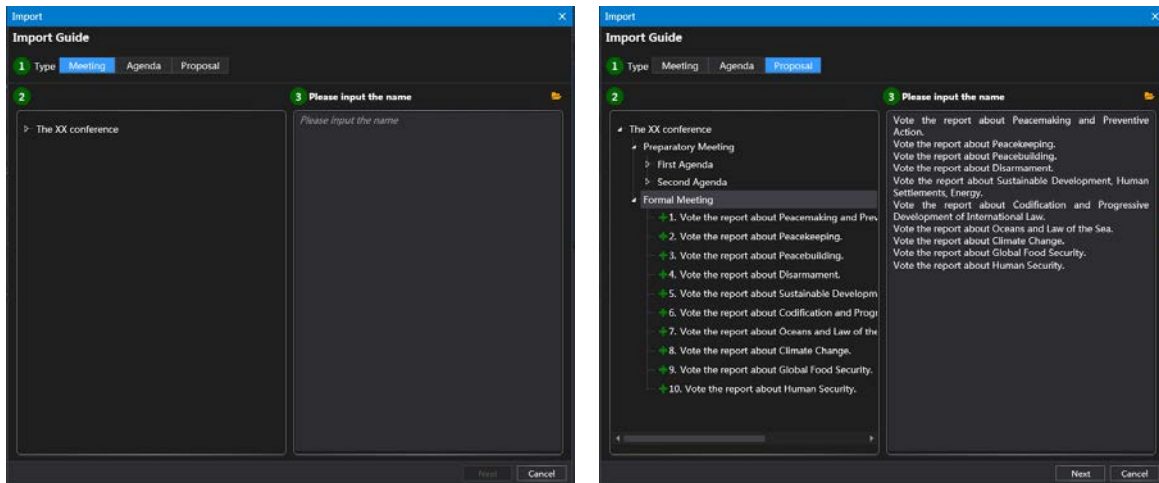 Import
Import Guide
1 Type Meeting Agenda Proposal
2
3 Please input the name
The XX conference
Please input the name
Next Cancel
Import
Import Guide
1 Type Meeting Agenda Proposal
2
3 Please input the name
The XX conference
Preparatory Meeting
First Agenda
Second Agenda
Formal Meeting
1. Vote the report about Peacemaking and Prev
2. Vote the report about Peacekeeping.
3. Vote the report about Peacebuilding.
4. Vote the report about Disarmament.
5. Vote the report about Sustainable Developm
6. Vote the report about Codification and Progr
7. Vote the report about Oceans and Law of the
8. Vote the report about Climate Change.
9. Vote the report about Global Food Security.
10. Vote the report about Human Security.
Vote the report about Peacemaking and Preventive
Action.
Vote the report about Peacekeeping.
Vote the report about Peacebuilding.
Vote the report about Disarmament.
Vote the report about Sustainable Development, Human
Settlements, Energy.
Vote the report about Codification and Progressive
Development of International Law.
Vote the report about Oceans and Law of the Sea.
Vote the report about Climate Change.
Vote the report about Global Food Security.
Vote the report about Human Security.
Next Cancel